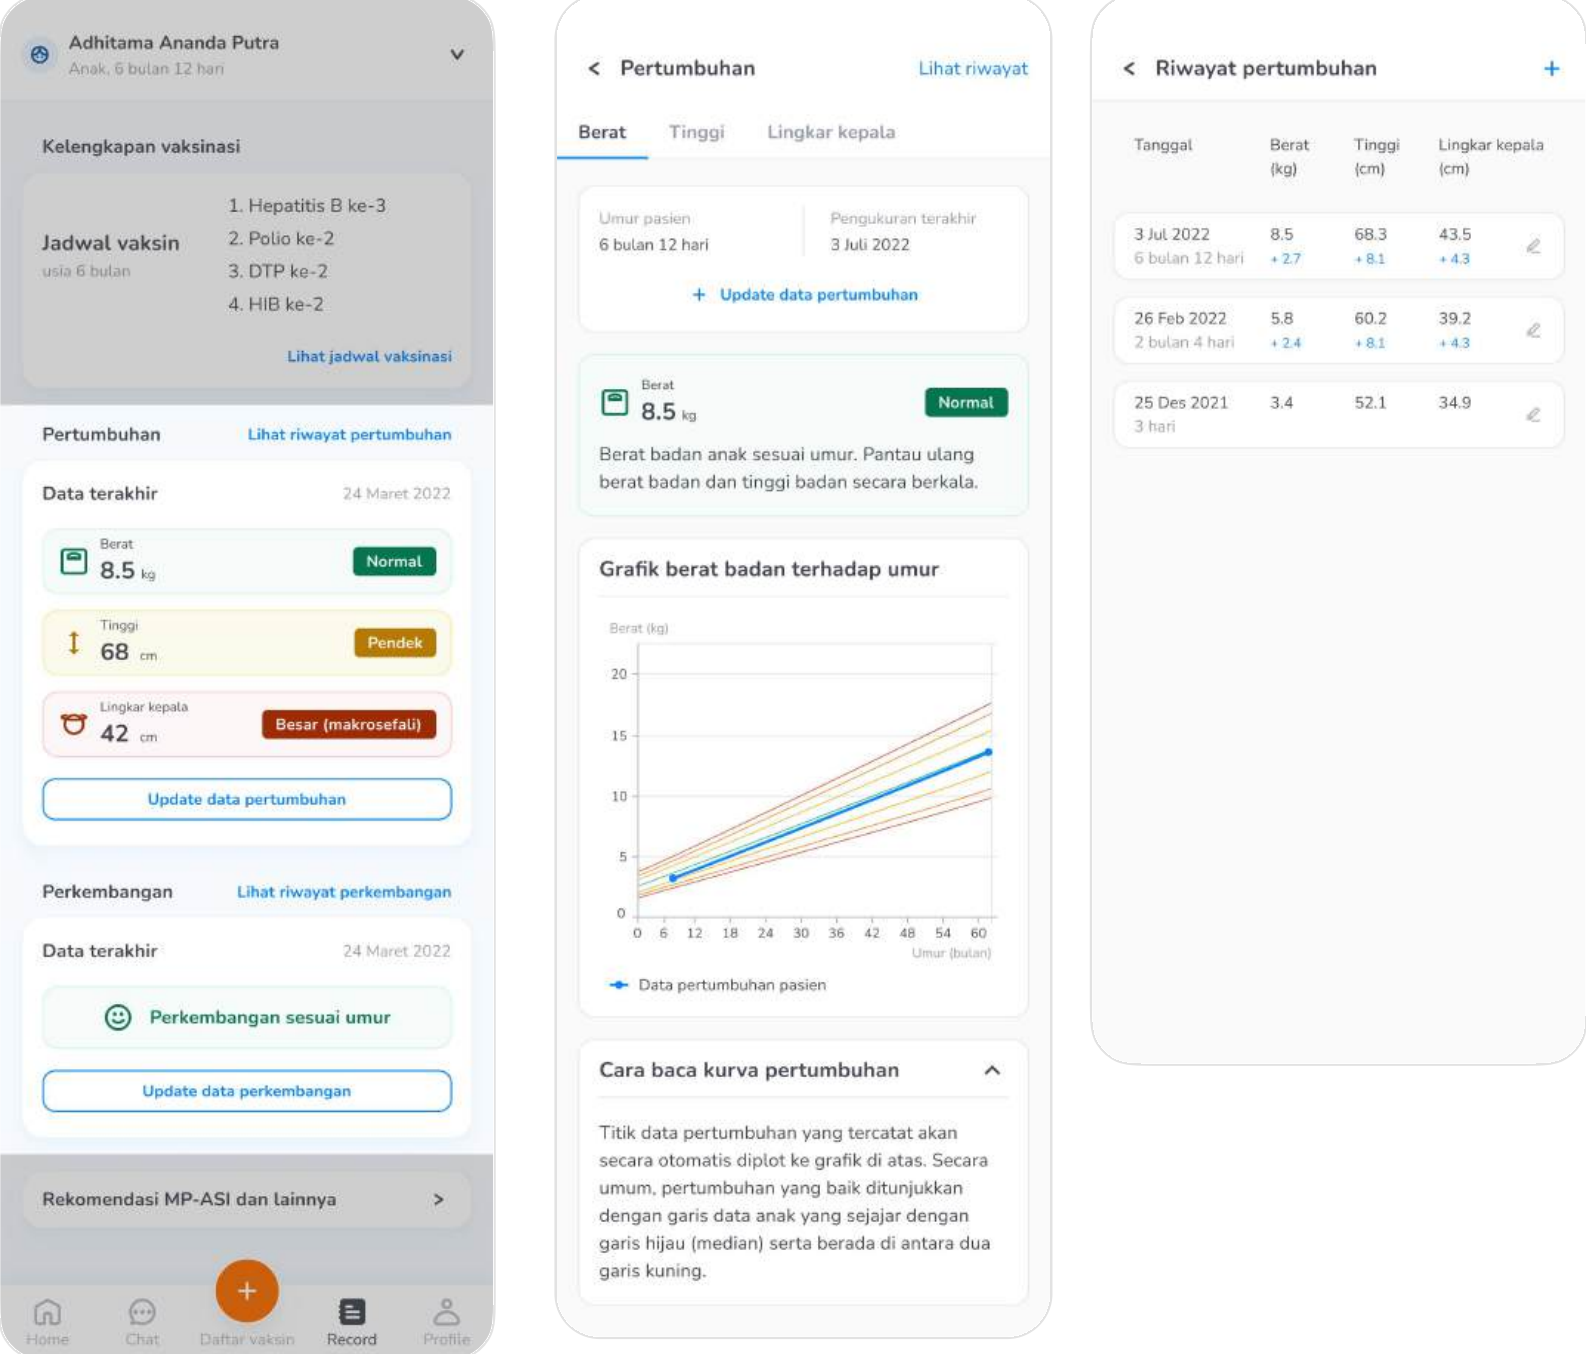 Adhitama Ananda Putra
Anak, 6 bulan 12 hari
Kelengkapan vaksinasi
Jadwal vaksin
usia 6 bulan
1. Hepatitis B ke-3
2. Polio ke-2
3. DTP ke-2
4. HIB ke-2
Lihat jadwal vaksinasi
Pertumbuhan Lihat riwayat pertumbuhan
Data terakhir 24 Maret 2022
Berat
8.5 kg Normal
Tinggi
68 cm Pendek
Lingkar kepala
42 cm Besar (makrosefali)
Update data pertumbuhan
Perkembangan Lihat riwayat perkembangan
Data terakhir 24 Maret 2022
Perkembangan sesuai umur
Update data perkembangan
Rekomendasi MP-ASI dan lainnya >
+
Home Chat Daftar vaksin Record Profile
< Pertumbuhan Lihat riwayat
Berat Tinggi Lingkar kepala
Umur pasien Pengukuran terakhir
6 bulan 12 hari 3 Juli 2022
+ Update data pertumbuhan
Berat
8.5 kg Normal
Berat badan anak sesuai umur. Pantau ulang
berat badan dan tinggi badan secara berkala.
Grafik berat badan terhadap umur
Berat (kg)
20
15
10
5
0
0 6 12 18 24 30 36 42 48 54 60
Umur (bulan)
Data pertumbuhan pasien
Cara baca kurva pertumbuhan
Titik data pertumbuhan yang tercatat akan
secara otomatis diplot ke grafik di atas. Secara
umum, pertumbuhan yang baik ditunjukkan
dengan garis data anak yang sejajar dengan
garis hijau (median) serta berada di antara dua
garis kuning.
< Riwayat pertumbuhan +
Tanggal Berat Tinggi Lingkar kepala
(kg) (cm) (cm)
3 Jul 2022 8.5 68.3 43.5
6 bulan 12 hari + 2.7 + 8.1 + 4.3
26 Feb 2022 5.8 60.2 39.2
2 bulan 4 hari + 2.4 + 8.1 + 4.3
25 Des 2021 3.4 52.1 34.9
3 hari